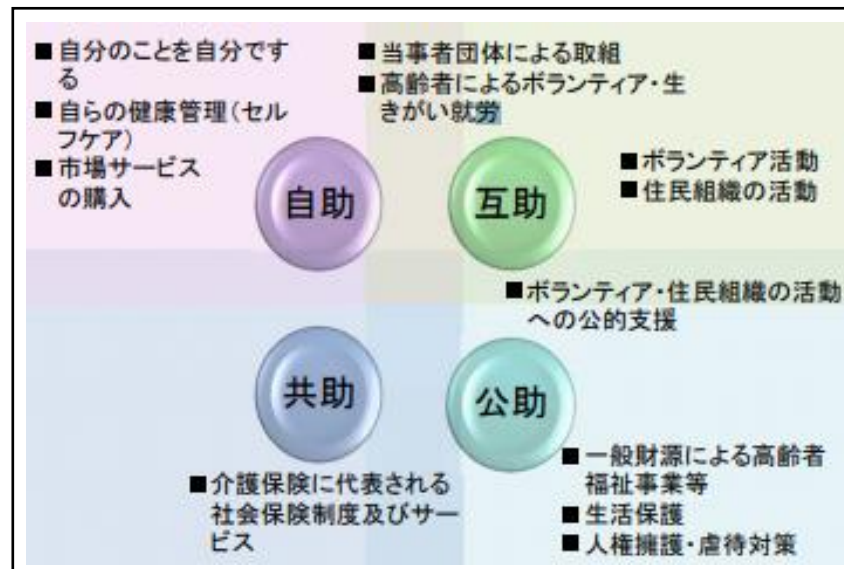 ■自分のことを自分です
る
■自らの健康管理(セル
フケア)
■市場サービス
の購入
■当事者団体による取組
■高齢者によるボランティア・生
きがい就労
■ボランティア活動
■住民組織の活動
自助
互助
■ボランティア・住民組織の活動
への公的支援
共助
公助
■介護保険に代表される
社会保険制度及びサー
ビス
■一般財源による高齢者
福祉事業等
■生活保護
■人権擁護・虐待対策